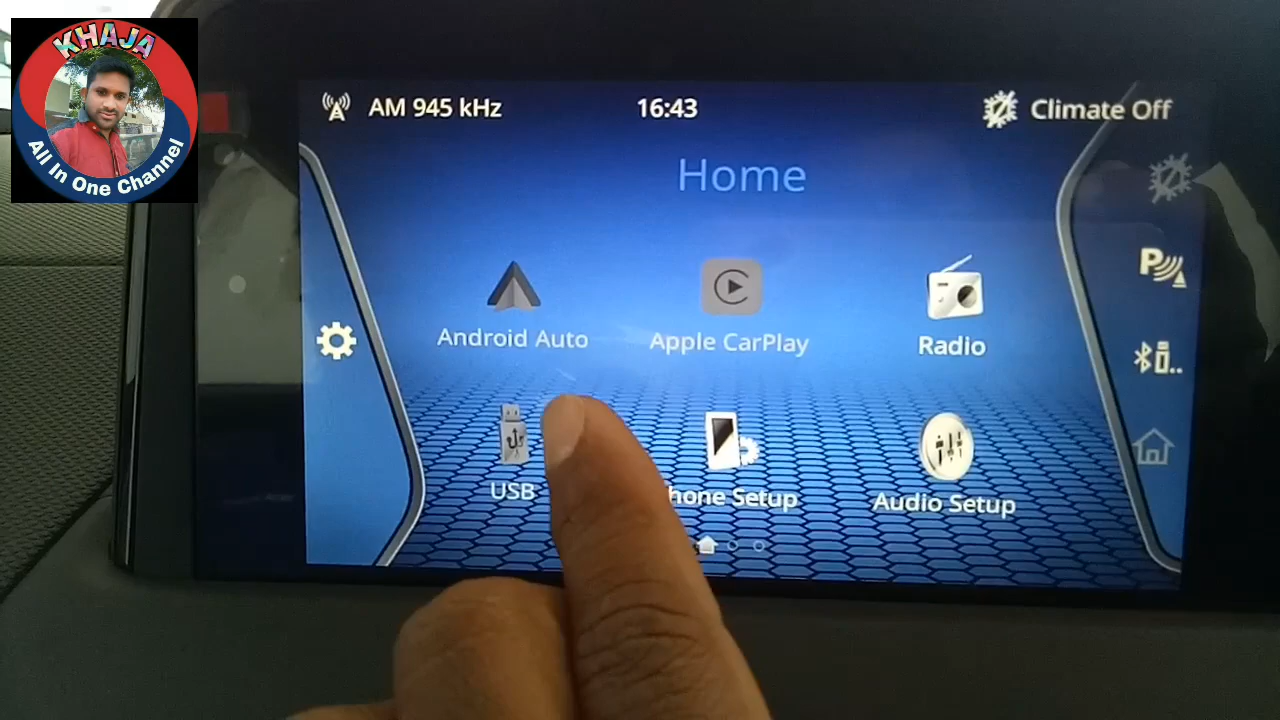 KHAJA
All In One Channel
AM 945 kHz
16:43
Climate Off
Home
Android Auto
Apple CarPlay
Radio
USB
hone Setup
Audio Setup
P